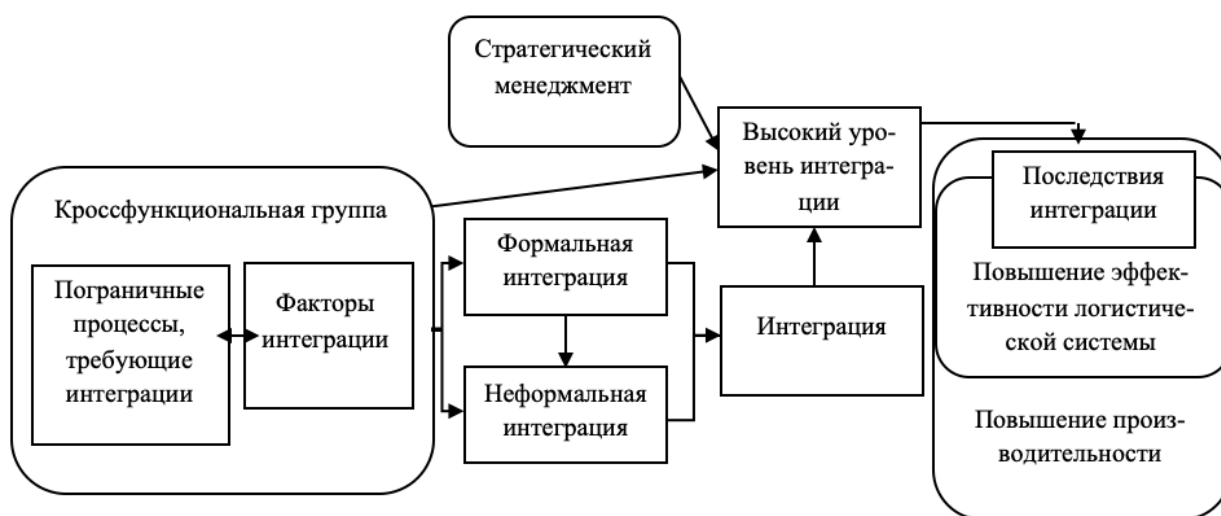 Стратегический
менеджмент
Высокий уро-
вень интегра-
ции
Последствия
интеграции
Повышение эффек-
тивности логистиче-
ской системы
Повышение произ-
водительности
Кроссфункциональная группа
Пограничные
процессы,
требующие
интеграции
Факторы
интеграции
Формальная
интеграция
Неформальная
интеграция
Интеграция